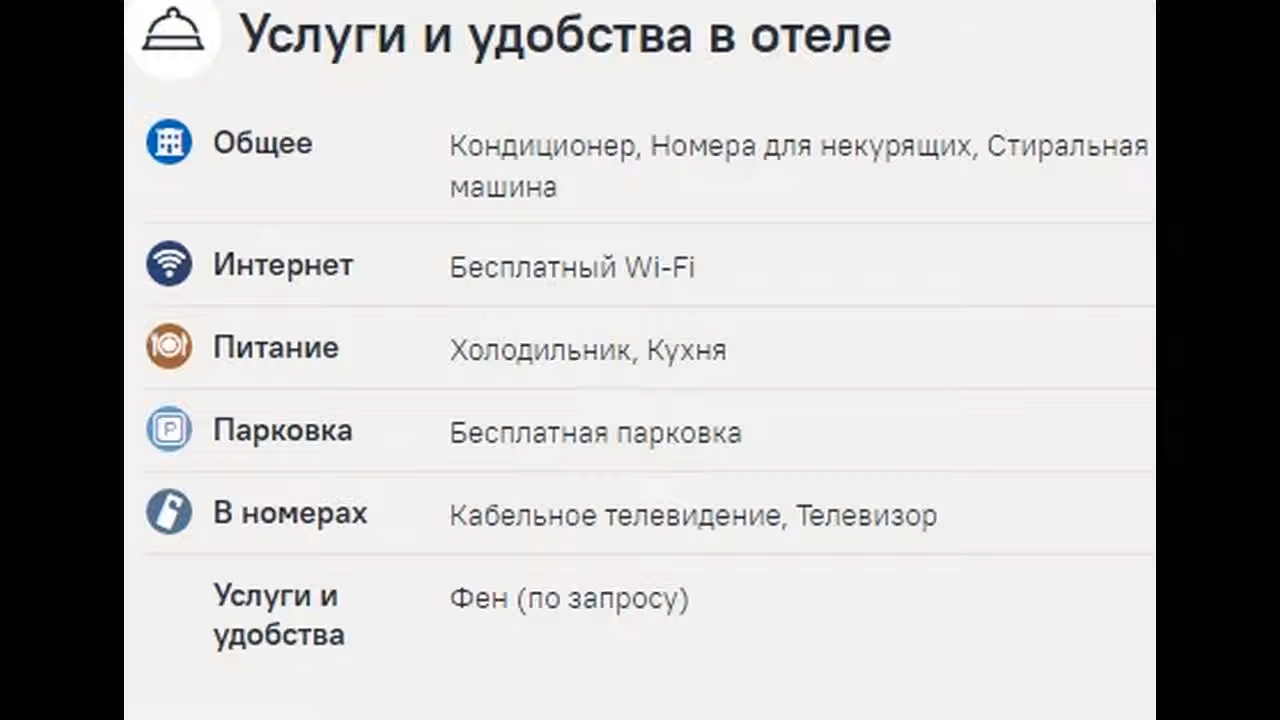 Услуги и удобства в отеле
Общее
Кондиционер, Номера для некурящих, Стиральная
машина
Интернет
Бесплатный Wi-Fi
Питание
Холодильник, Кухня
P
Парковка
Бесплатная парковка
В номерах
Кабельное телевидение, Телевизор
Услуги и
удобства
Фен (по запросу)